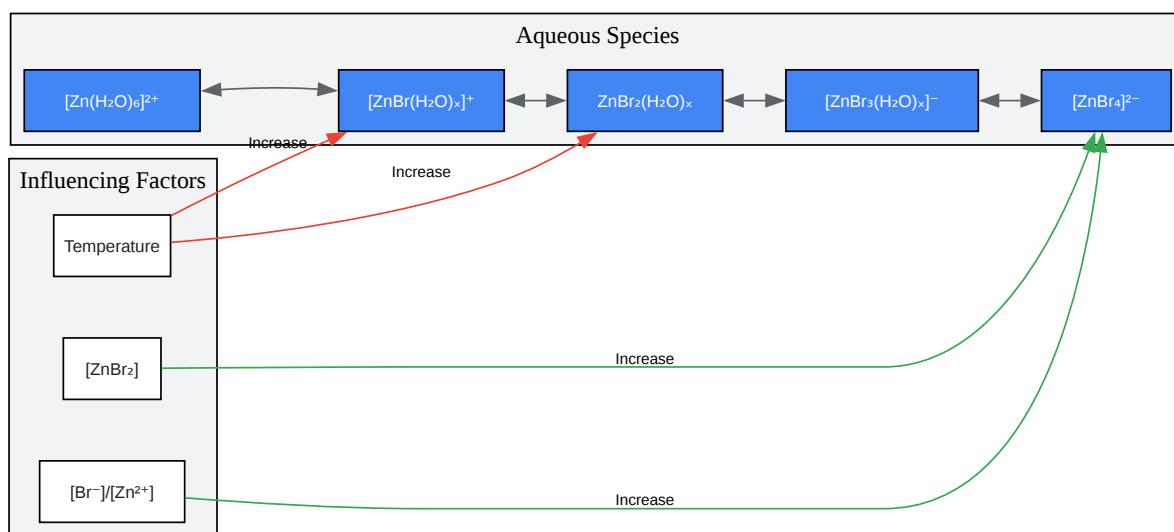 Aqueous Species
[Zn(H₂O)₆]²⁺
[ZnBr(H₂O)ₓ]⁺
ZnBr₂(H₂O)ₓ
[ZnBr₃(H₂O)ₓ]⁻
[ZnBr₄]²⁻
Increase
Increase
Influencing Factors
Temperature
[ZnBr₂]
Increase
[Br⁻]/[Zn²⁺]
Increase